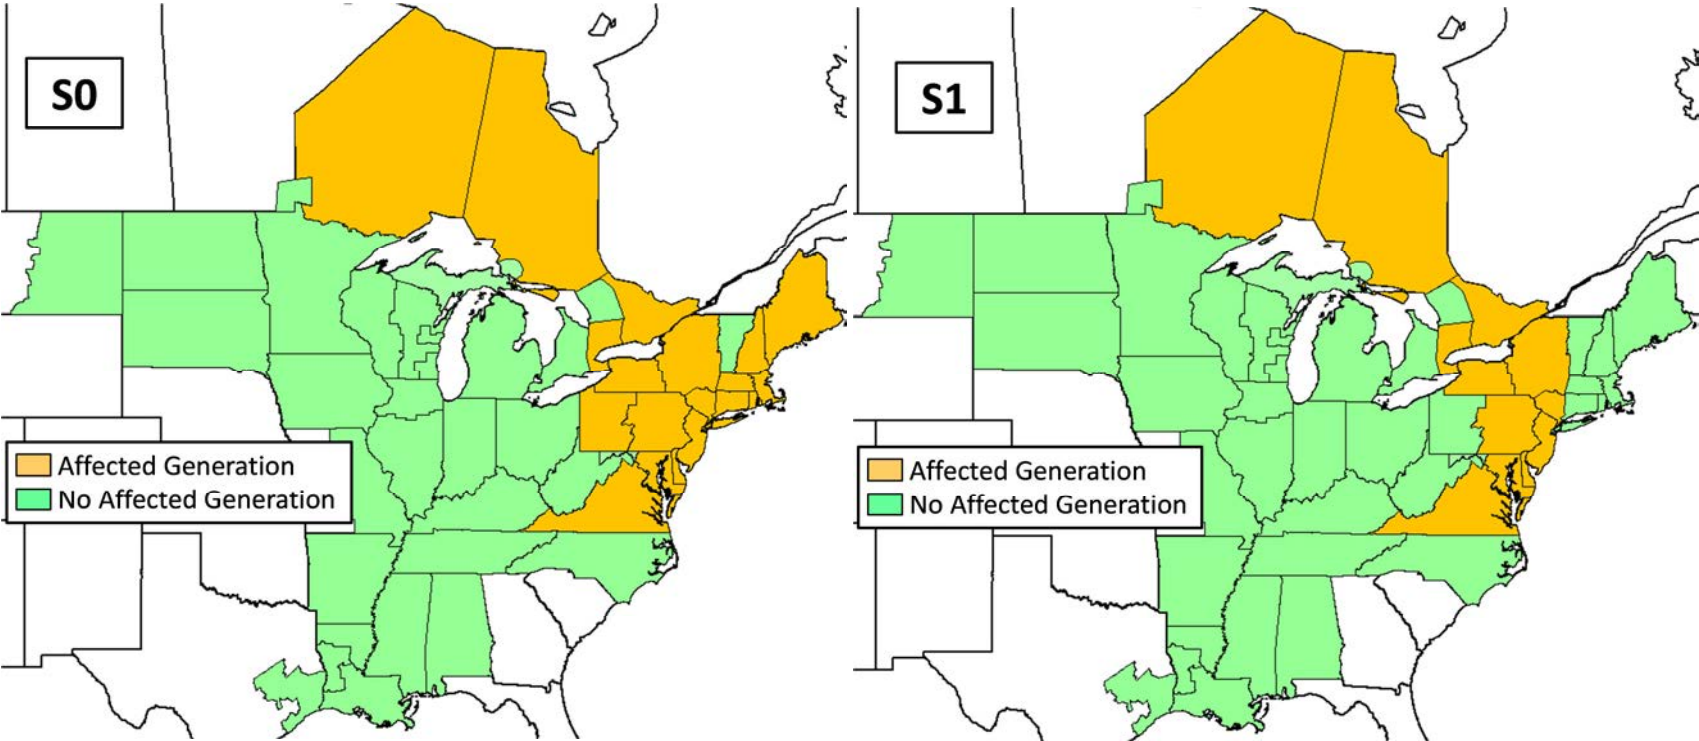 S0
Affected Generation
No Affected Generation
S1
Affected Generation
No Affected Generation